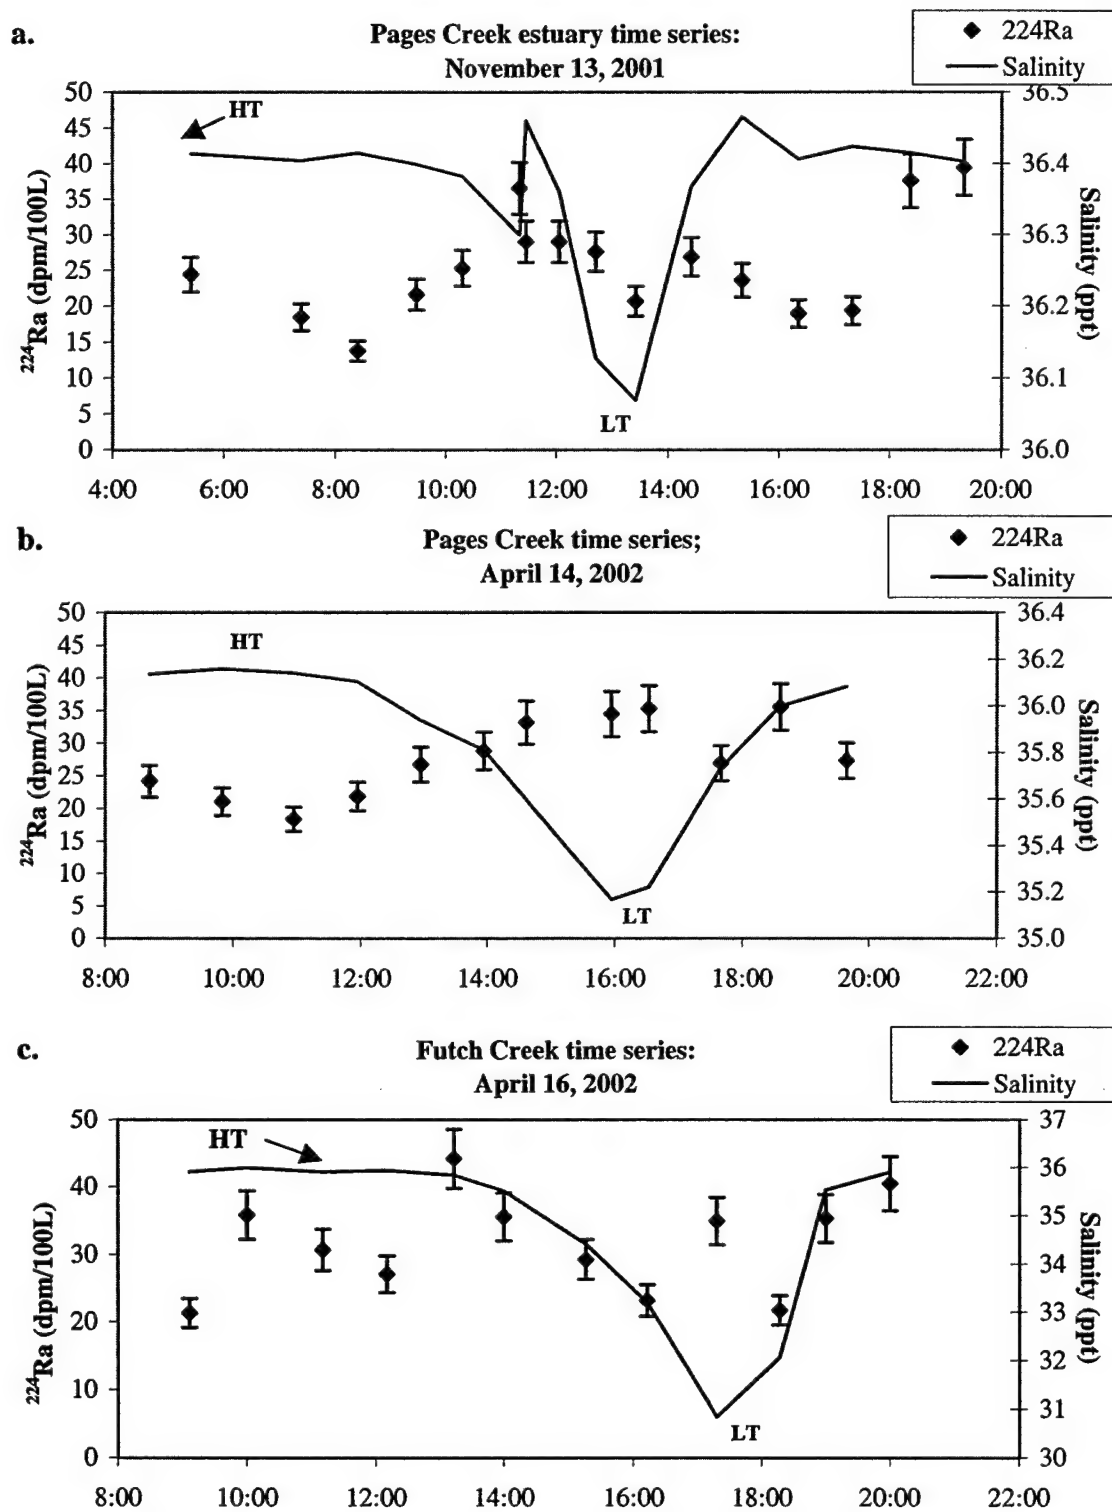 a.
Pages Creek estuary time series:
November 13, 2001
224Ra
Salinity
HT
LT
50
45
40
35
30
25
20
15
10
5
0
²²⁴Ra (dpm/100L)
36.5
36.4
36.3
36.2
36.1
36.0
Salinity (ppt)
4:00 6:00 8:00 10:00 12:00 14:00 16:00 18:00 20:00
b.
Pages Creek time series;
April 14, 2002
224Ra
Salinity
HT
LT
50
45
40
35
30
25
20
15
10
5
0
²²⁴Ra (dpm/100L)
36.4
36.2
36.0
35.8
35.6
35.4
35.2
35.0
Salinity (ppt)
8:00 10:00 12:00 14:00 16:00 18:00 20:00 22:00
c.
Futch Creek time series:
April 16, 2002
224Ra
Salinity
HT
LT
50
40
30
20
10
0
²²⁴Ra (dpm/100L)
37
36
35
34
33
32
31
30
Salinity (ppt)
8:00 10:00 12:00 14:00 16:00 18:00 20:00 22:00